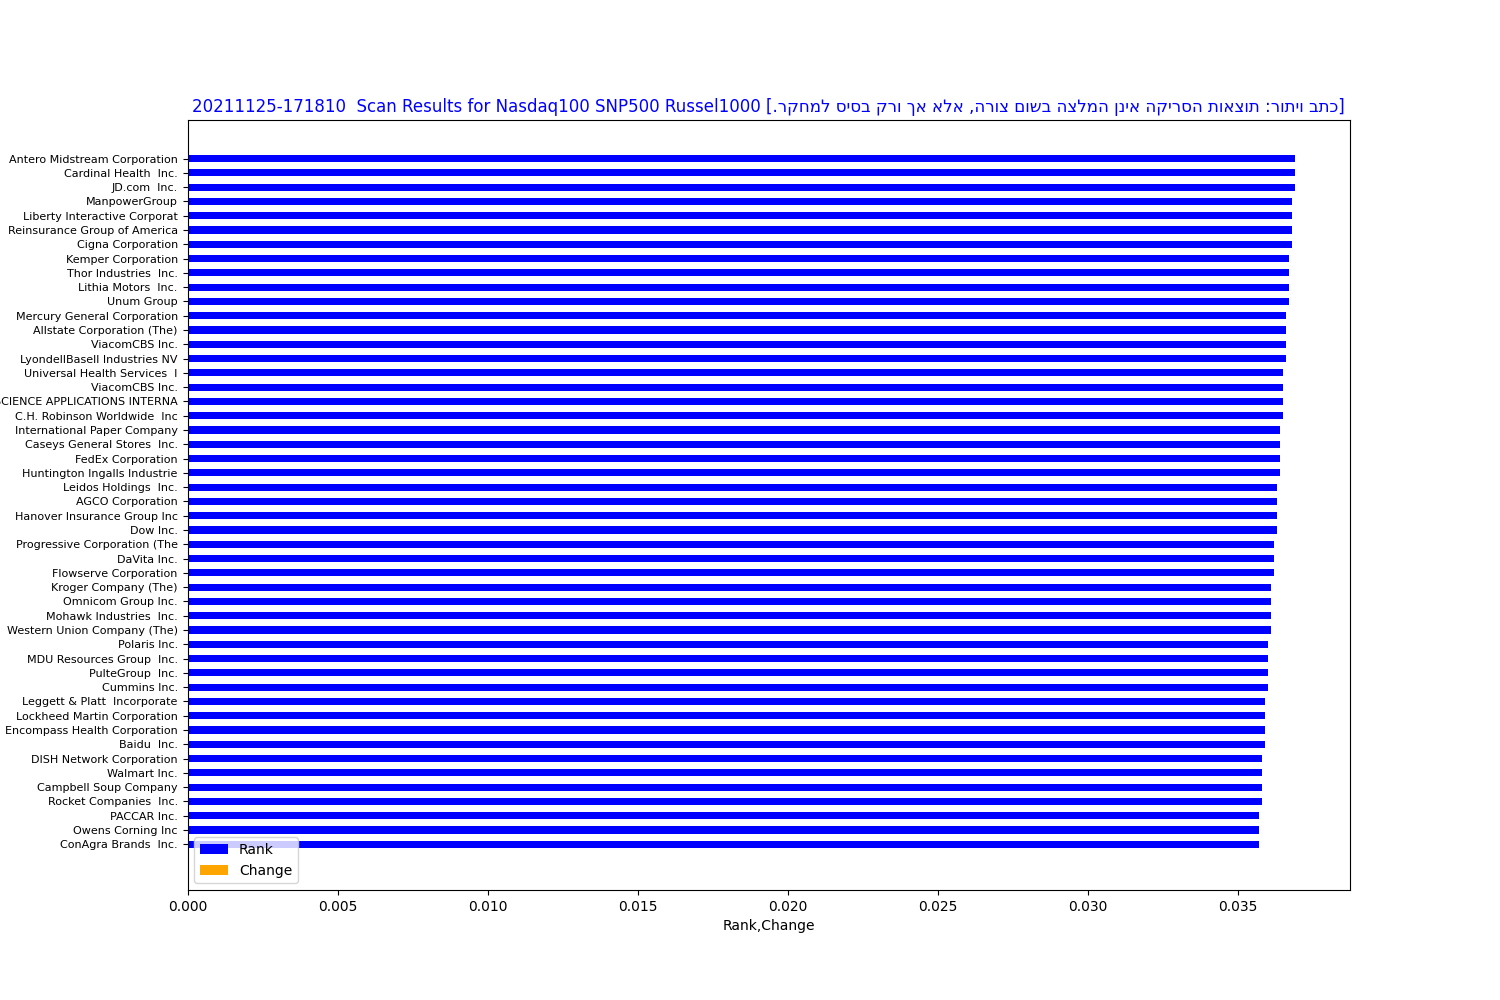 20211125-171810  Scan Results for Nasdaq100 SNP500 Russel1000 [כתב ויתור: תוצאות הסריקה אינן המלצה בשום צורה, אלא אך ורק בסיס למחקר.]
Antero Midstream Corporation
Cardinal Health  Inc.
JD.com  Inc.
ManpowerGroup
Liberty Interactive Corporat
Reinsurance Group of America
Cigna Corporation
Kemper Corporation
Thor Industries  Inc.
Lithia Motors  Inc.
Unum Group
Mercury General Corporation
Allstate Corporation (The)
ViacomCBS Inc.
LyondellBasell Industries NV
Universal Health Services  I
ViacomCBS Inc.
SCIENCE APPLICATIONS INTERNA
C.H. Robinson Worldwide  Inc
International Paper Company
Caseys General Stores  Inc.
FedEx Corporation
Huntington Ingalls Industrie
Leidos Holdings  Inc.
AGCO Corporation
Hanover Insurance Group Inc
Dow Inc.
Progressive Corporation (The
DaVita Inc.
Flowserve Corporation
Kroger Company (The)
Omnicom Group Inc.
Mohawk Industries  Inc.
Western Union Company (The)
Polaris Inc.
MDU Resources Group  Inc.
PulteGroup  Inc.
Cummins Inc.
Leggett & Platt  Incorporate
Lockheed Martin Corporation
Encompass Health Corporation
Baidu  Inc.
DISH Network Corporation
Walmart Inc.
Campbell Soup Company
Rocket Companies  Inc.
PACCAR Inc.
Owens Corning Inc
ConAgra Brands  Inc.
Rank
Change
0.000 0.005 0.010 0.015 0.020 0.025 0.030 0.035
Rank,Change